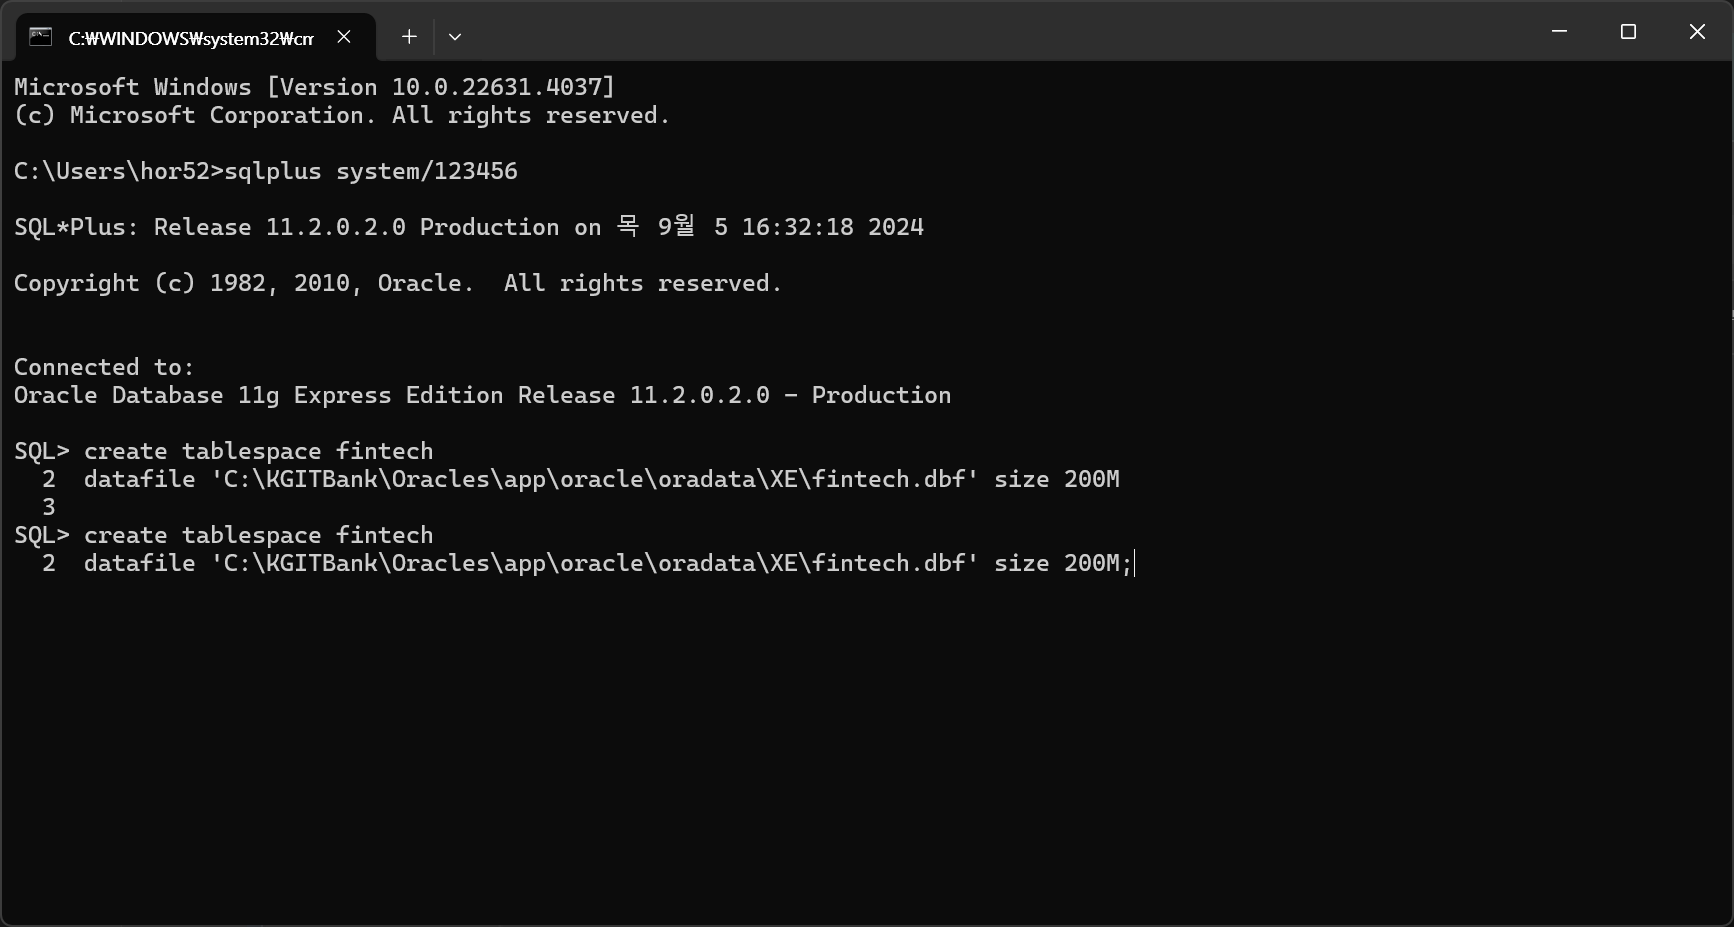 C:₩WINDOWS₩system32₩cm
Microsoft Windows [Version 10.0.22631.4037]
(c) Microsoft Corporation. All rights reserved.
C:\Users\hor52>sqlplus system/123456
SQL*Plus: Release 11.2.0.2.0 Production on 목 9월 5 16:32:18 2024
Copyright (c) 1982, 2010, Oracle.  All rights reserved.
Connected to:
Oracle Database 11g Express Edition Release 11.2.0.2.0 - Production
SQL> create tablespace fintech
  2  datafile 'C:\KGITBank\Oracles\app\oracle\oradata\XE\fintech.dbf' size 200M
  3
SQL> create tablespace fintech
  2  datafile 'C:\KGITBank\Oracles\app\oracle\oradata\XE\fintech.dbf' size 200M;